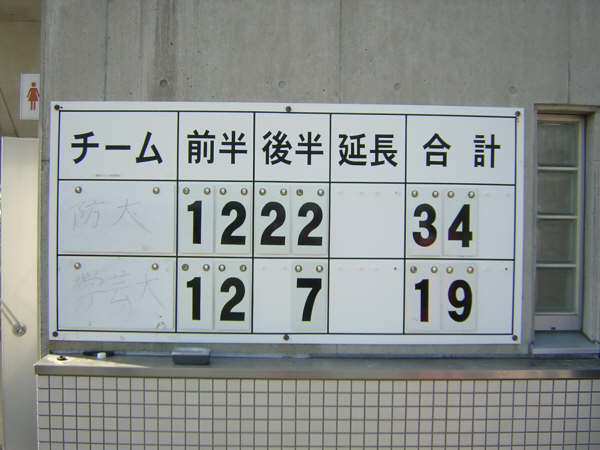 チーム 前半 後半 延長 合計
防大 12 22 34
学芸大 12 7 19